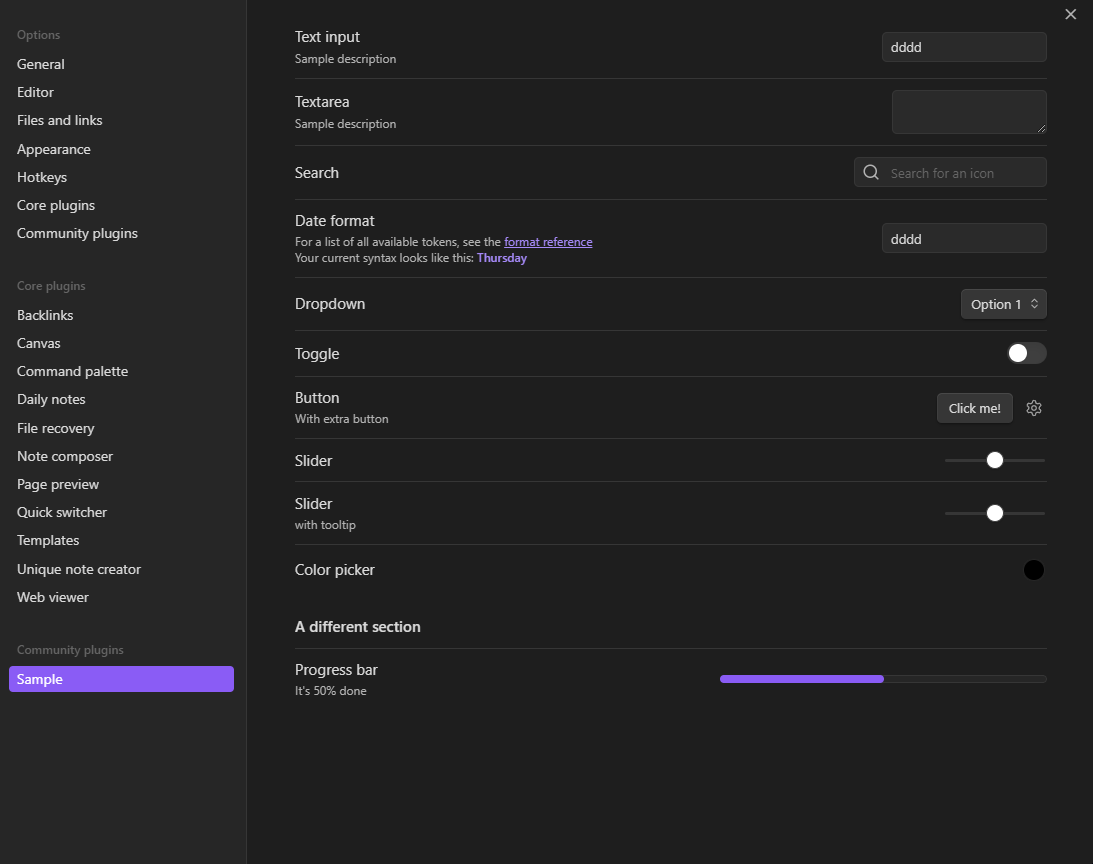 Options
General
Editor
Files and links
Appearance
Hotkeys
Core plugins
Community plugins
Core plugins
Backlinks
Canvas
Command palette
Daily notes
File recovery
Note composer
Page preview
Quick switcher
Templates
Unique note creator
Web viewer
Community plugins
Sample
Text input
Sample description
dddd
Textarea
Sample description
Search
Search for an icon
Date format
For a list of all available tokens, see the format reference
Your current syntax looks like this: Thursday
dddd
Dropdown
Option 1
Toggle
Button
With extra button
Click me!
Slider
Slider
with tooltip
Color picker
A different section
Progress bar
It's 50% done